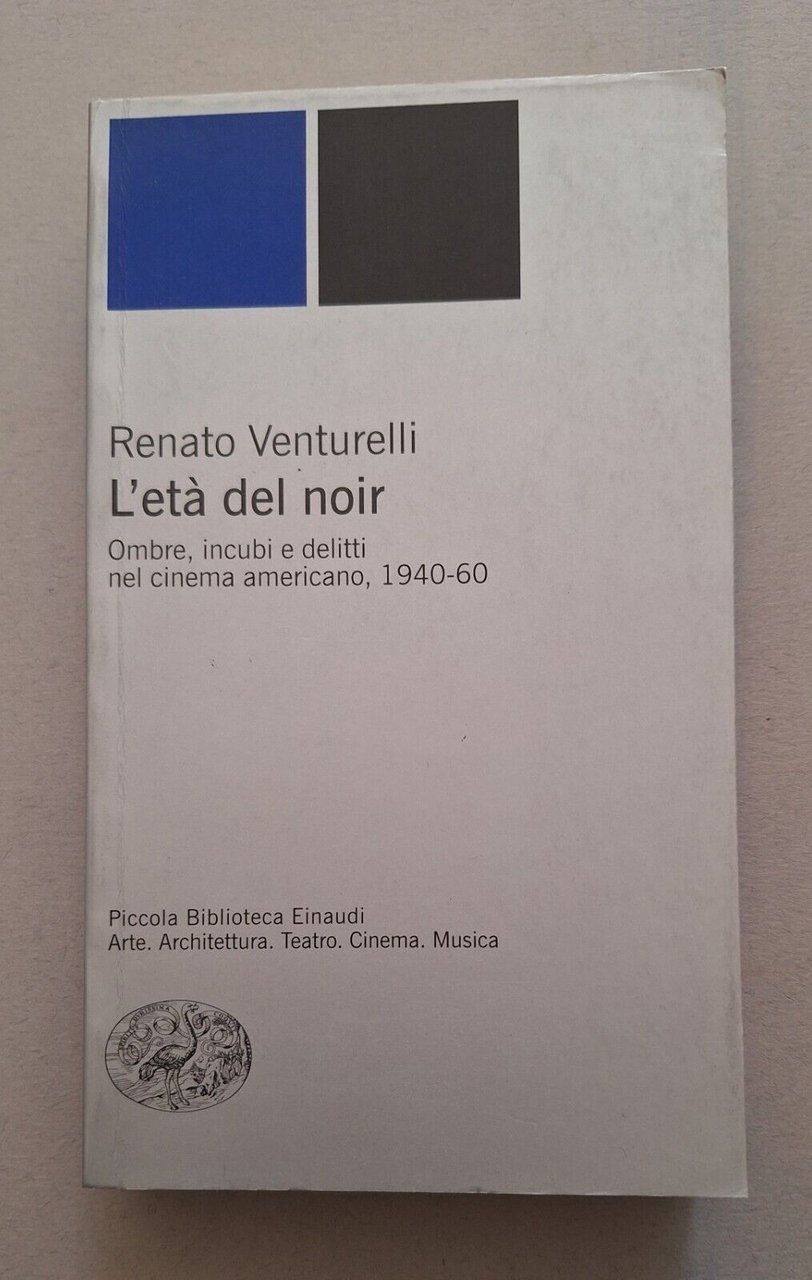 Renato Venturelli
L'età del noir
Ombre, incubi e delitti
nel cinema americano, 1940-60
Piccola Biblioteca Einaudi
Arte. Architettura. Teatro. Cinema. Musica